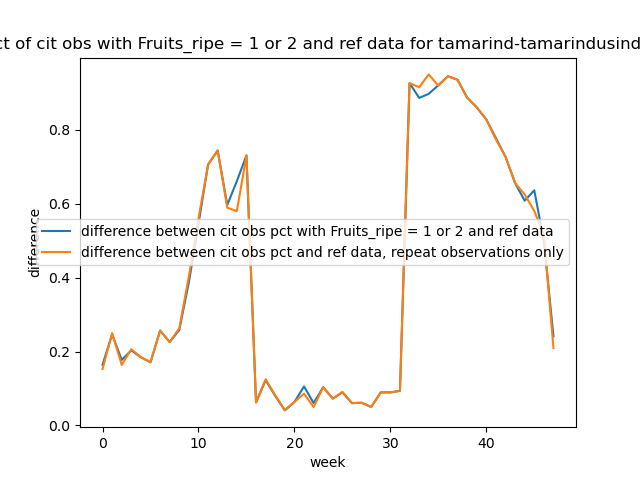 ct of cit obs with Fruits_ripe = 1 or 2 and ref data for tamarind-tamarindusind
0.8
0.6
difference between cit obs pct with Fruits_ripe = 1 or 2 and ref data
difference between cit obs pct and ref data, repeat observations only
difference
0.4
0.2
0.0
0
10
20
30
40
week